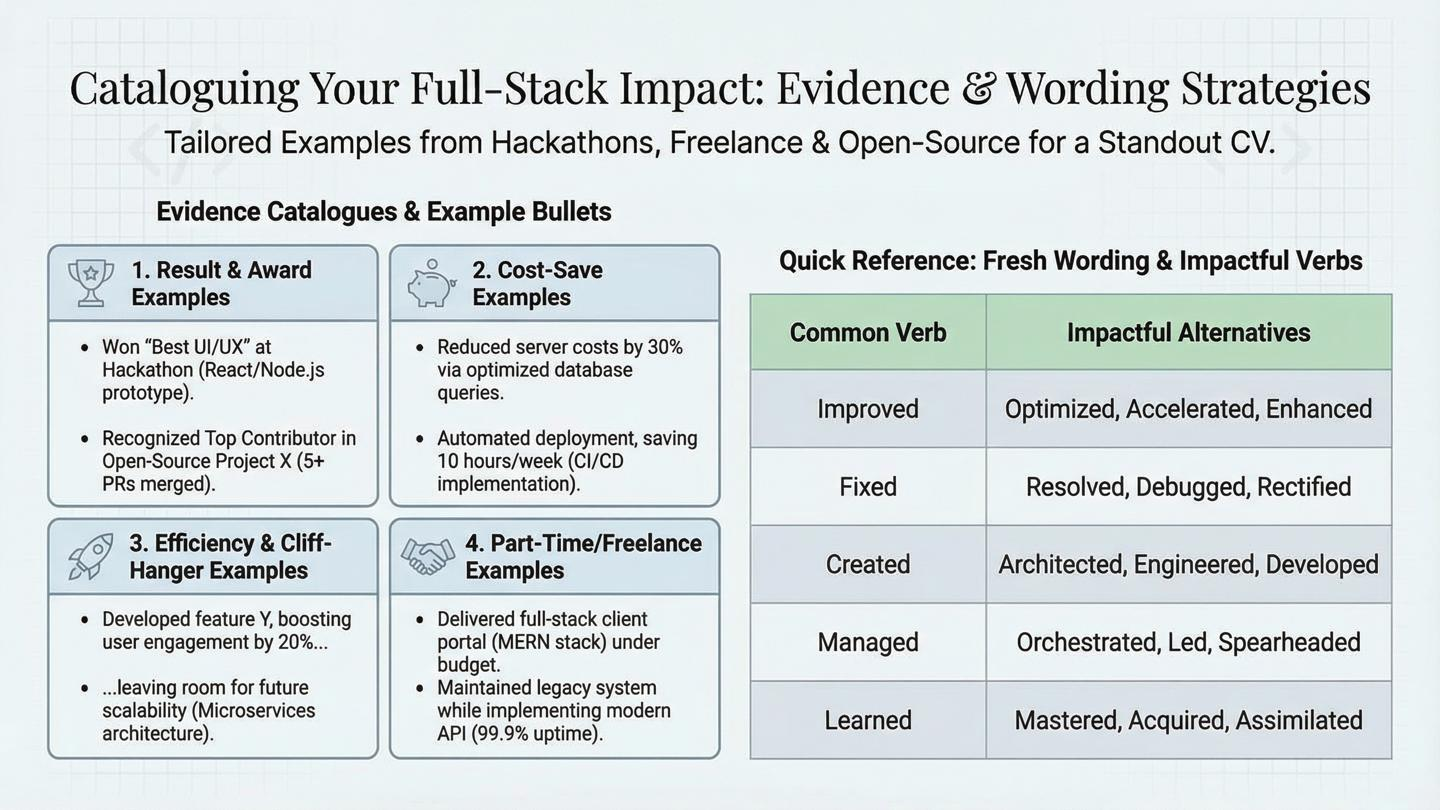 Cataloguing Your Full-Stack Impact: Evidence & Wording Strategies
Tailored Examples from Hackathons, Freelance & Open-Source for a Standout CV.
Evidence Catalogues & Example Bullets
1. Result & Award
Examples
• Won “Best UI/UX” at
Hackathon (React/Node.js
prototype).
• Recognized Top Contributor in
Open-Source Project X (5+
PRs merged).
2. Cost-Save
Examples
• Reduced server costs by 30%
via optimized database
queries.
• Automated deployment, saving
10 hours/week (CI/CD
implementation).
3. Efficiency & Cliff-
Hanger Examples
• Developed feature Y, boosting
user engagement by 20%...
• ...leaving room for future
scalability (Microservices
architecture).
4. Part-Time/Freelance
Examples
• Delivered full-stack client
portal (MERN stack) under
budget.
• Maintained legacy system
while implementing modern
API (99.9% uptime).
Quick Reference: Fresh Wording & Impactful Verbs
Common Verb Impactful Alternatives
Improved Optimized, Accelerated, Enhanced
Fixed Resolved, Debugged, Rectified
Created Architected, Engineered, Developed
Managed Orchestrated, Led, Spearheaded
Learned Mastered, Acquired, Assimilated